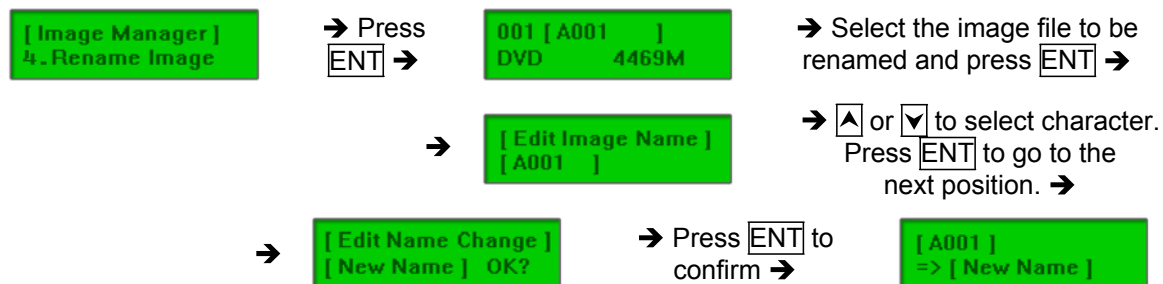 [ Image Manager ]
4. Rename Image
➔ Press
ENT ➔
001 [ A001 ]
DVD 4469M
➔ Select the image file to be
renamed and press ENT ➔
➔
[ Edit Image Name ]
[ A001 ]
➔ ▲ or ▼ to select character.
Press ENT to go to the
next position. ➔
➔
[ Edit Name Change ]
[ New Name ] OK?
➔ Press ENT to
confirm ➔
[ A001 ]
=> [ New Name ]